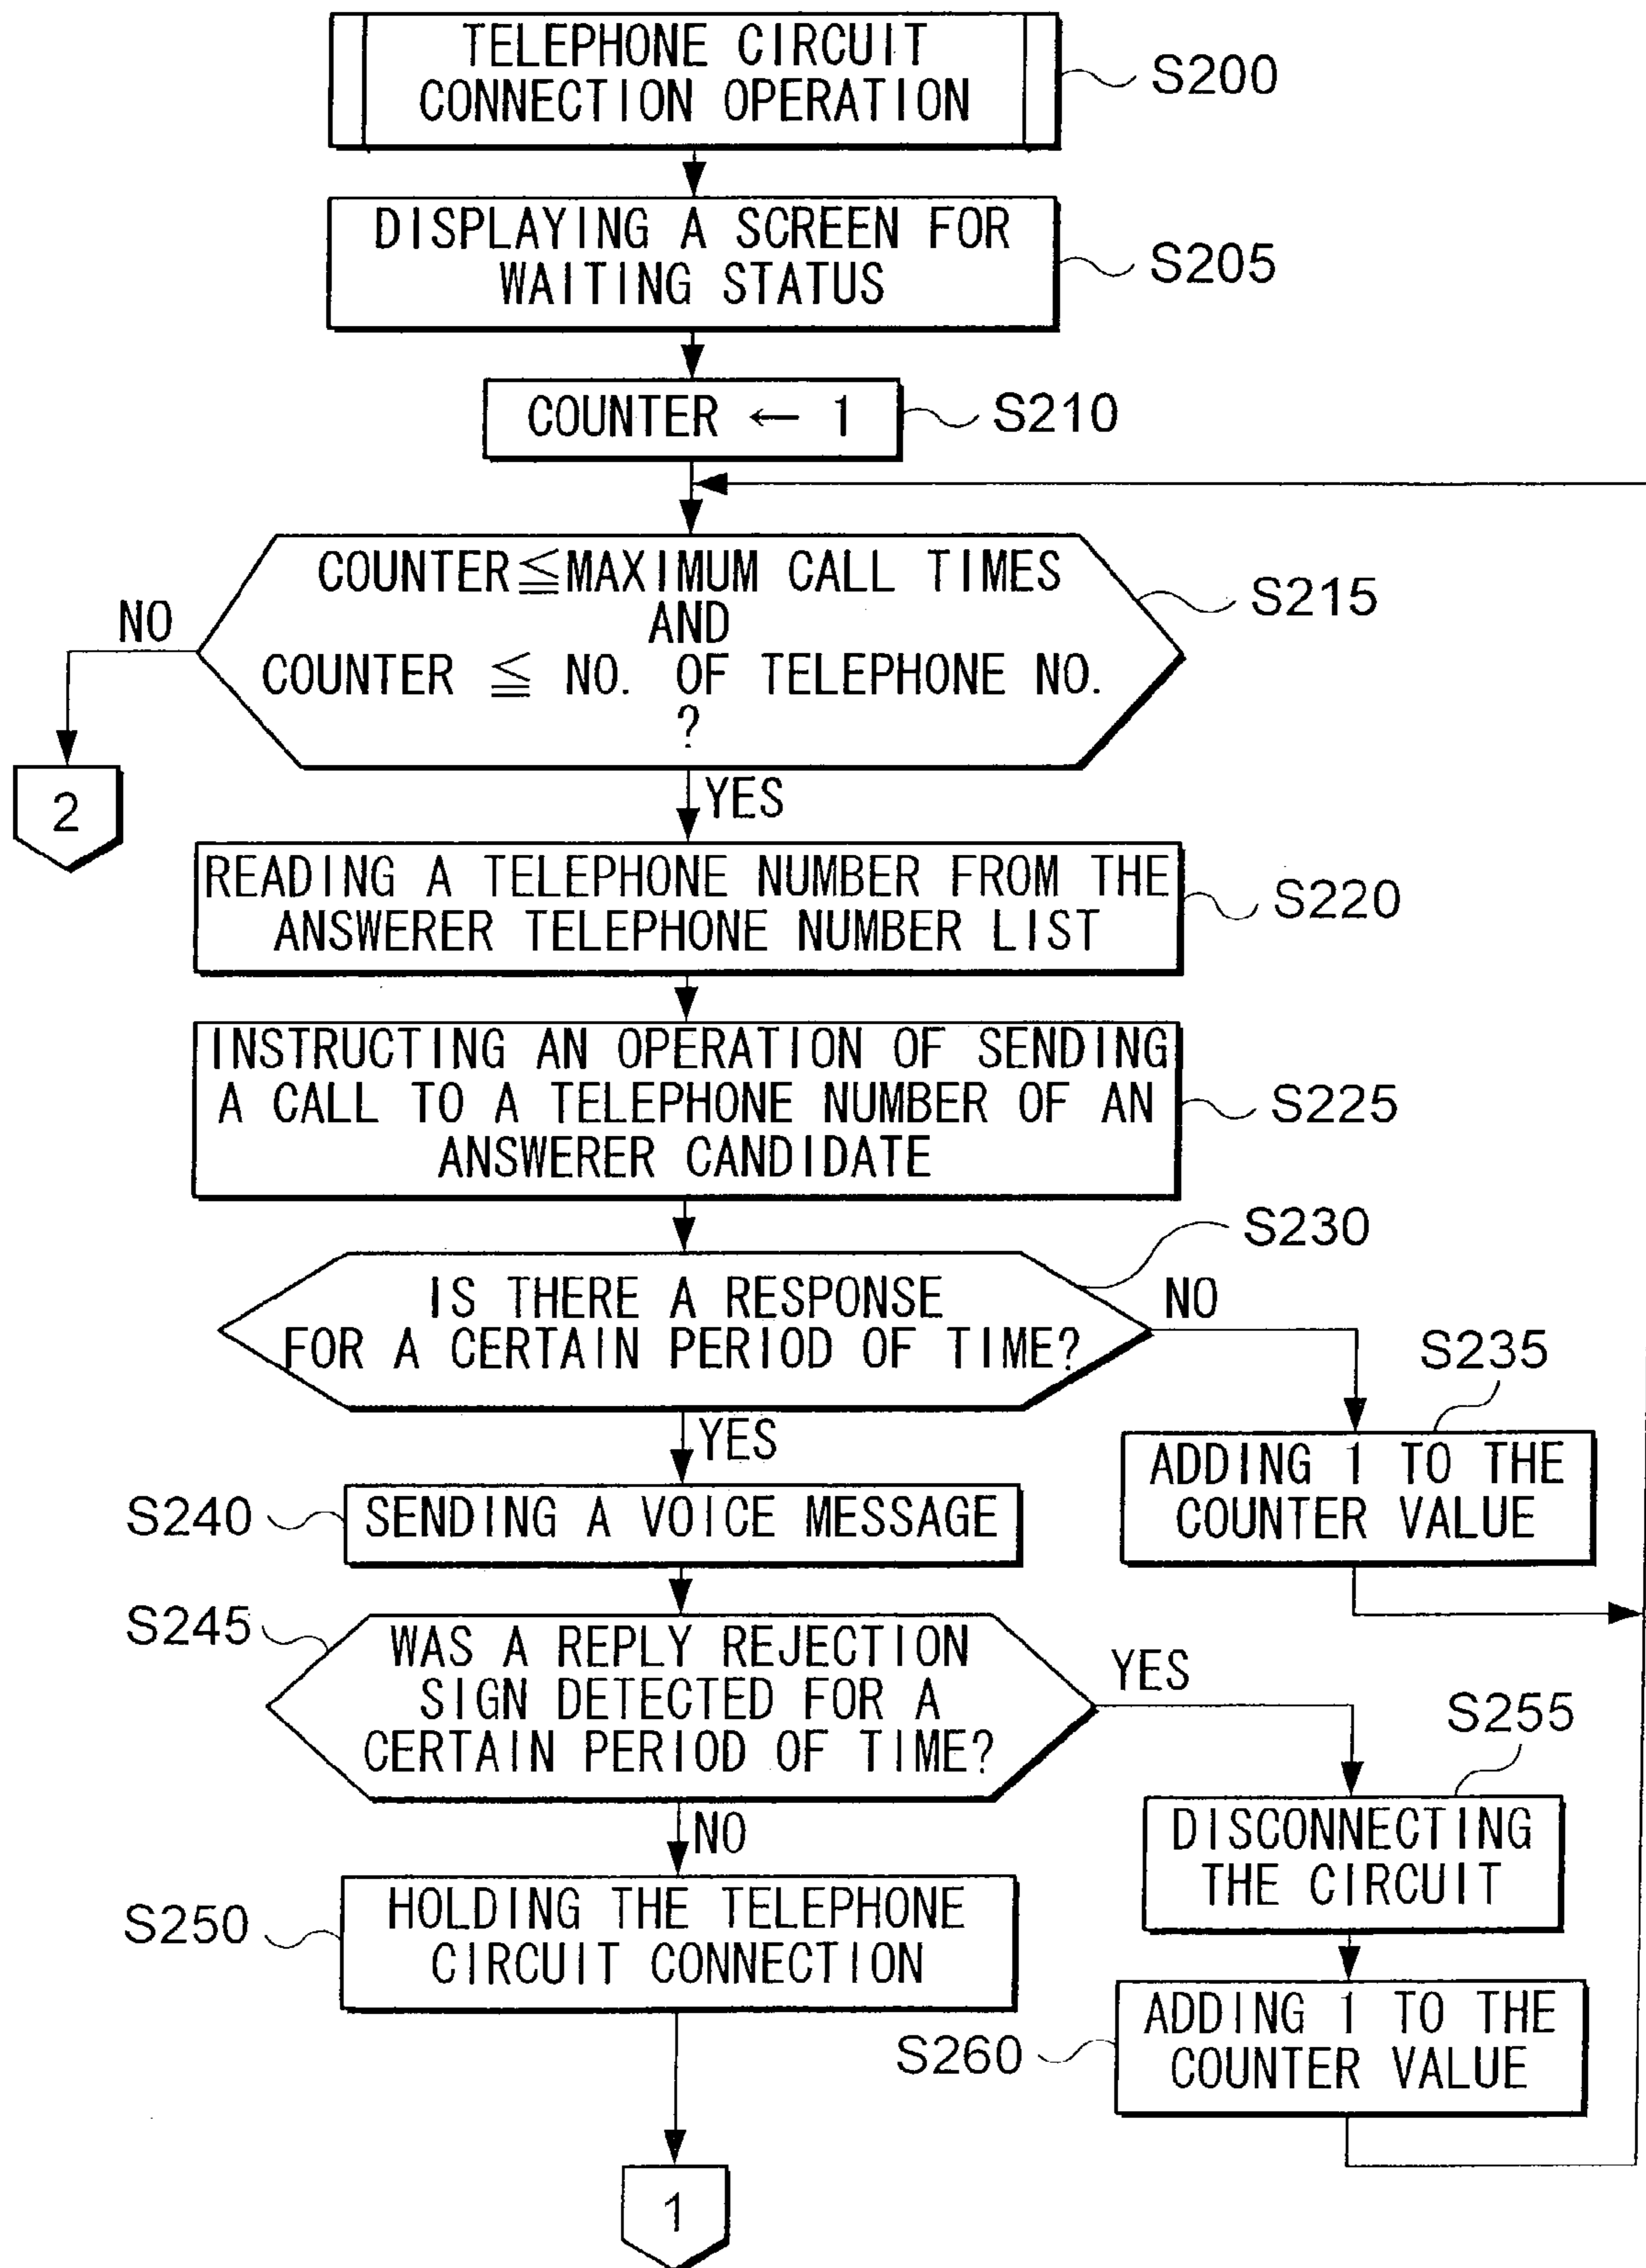 TELEPHONE CIRCUIT
CONNECTION OPERATION
S200
DISPLAYING A SCREEN FOR
WAITING STATUS
S205
COUNTER ← 1
S210
COUNTER≦MAXIMUM CALL TIMES
AND
COUNTER ≦ NO. OF TELEPHONE NO.
?
S215
NO
2
YES
READING A TELEPHONE NUMBER FROM THE
ANSWERER TELEPHONE NUMBER LIST
S220
INSTRUCTING AN OPERATION OF SENDING
A CALL TO A TELEPHONE NUMBER OF AN
ANSWERER CANDIDATE
S225
S230
IS THERE A RESPONSE
FOR A CERTAIN PERIOD OF TIME?
NO
S235
ADDING 1 TO THE
COUNTER VALUE
YES
S240
SENDING A VOICE MESSAGE
S245
WAS A REPLY REJECTION
SIGN DETECTED FOR A
CERTAIN PERIOD OF TIME?
YES
S255
DISCONNECTING
THE CIRCUIT
NO
S250
HOLDING THE TELEPHONE
CIRCUIT CONNECTION
S260
ADDING 1 TO THE
COUNTER VALUE
1